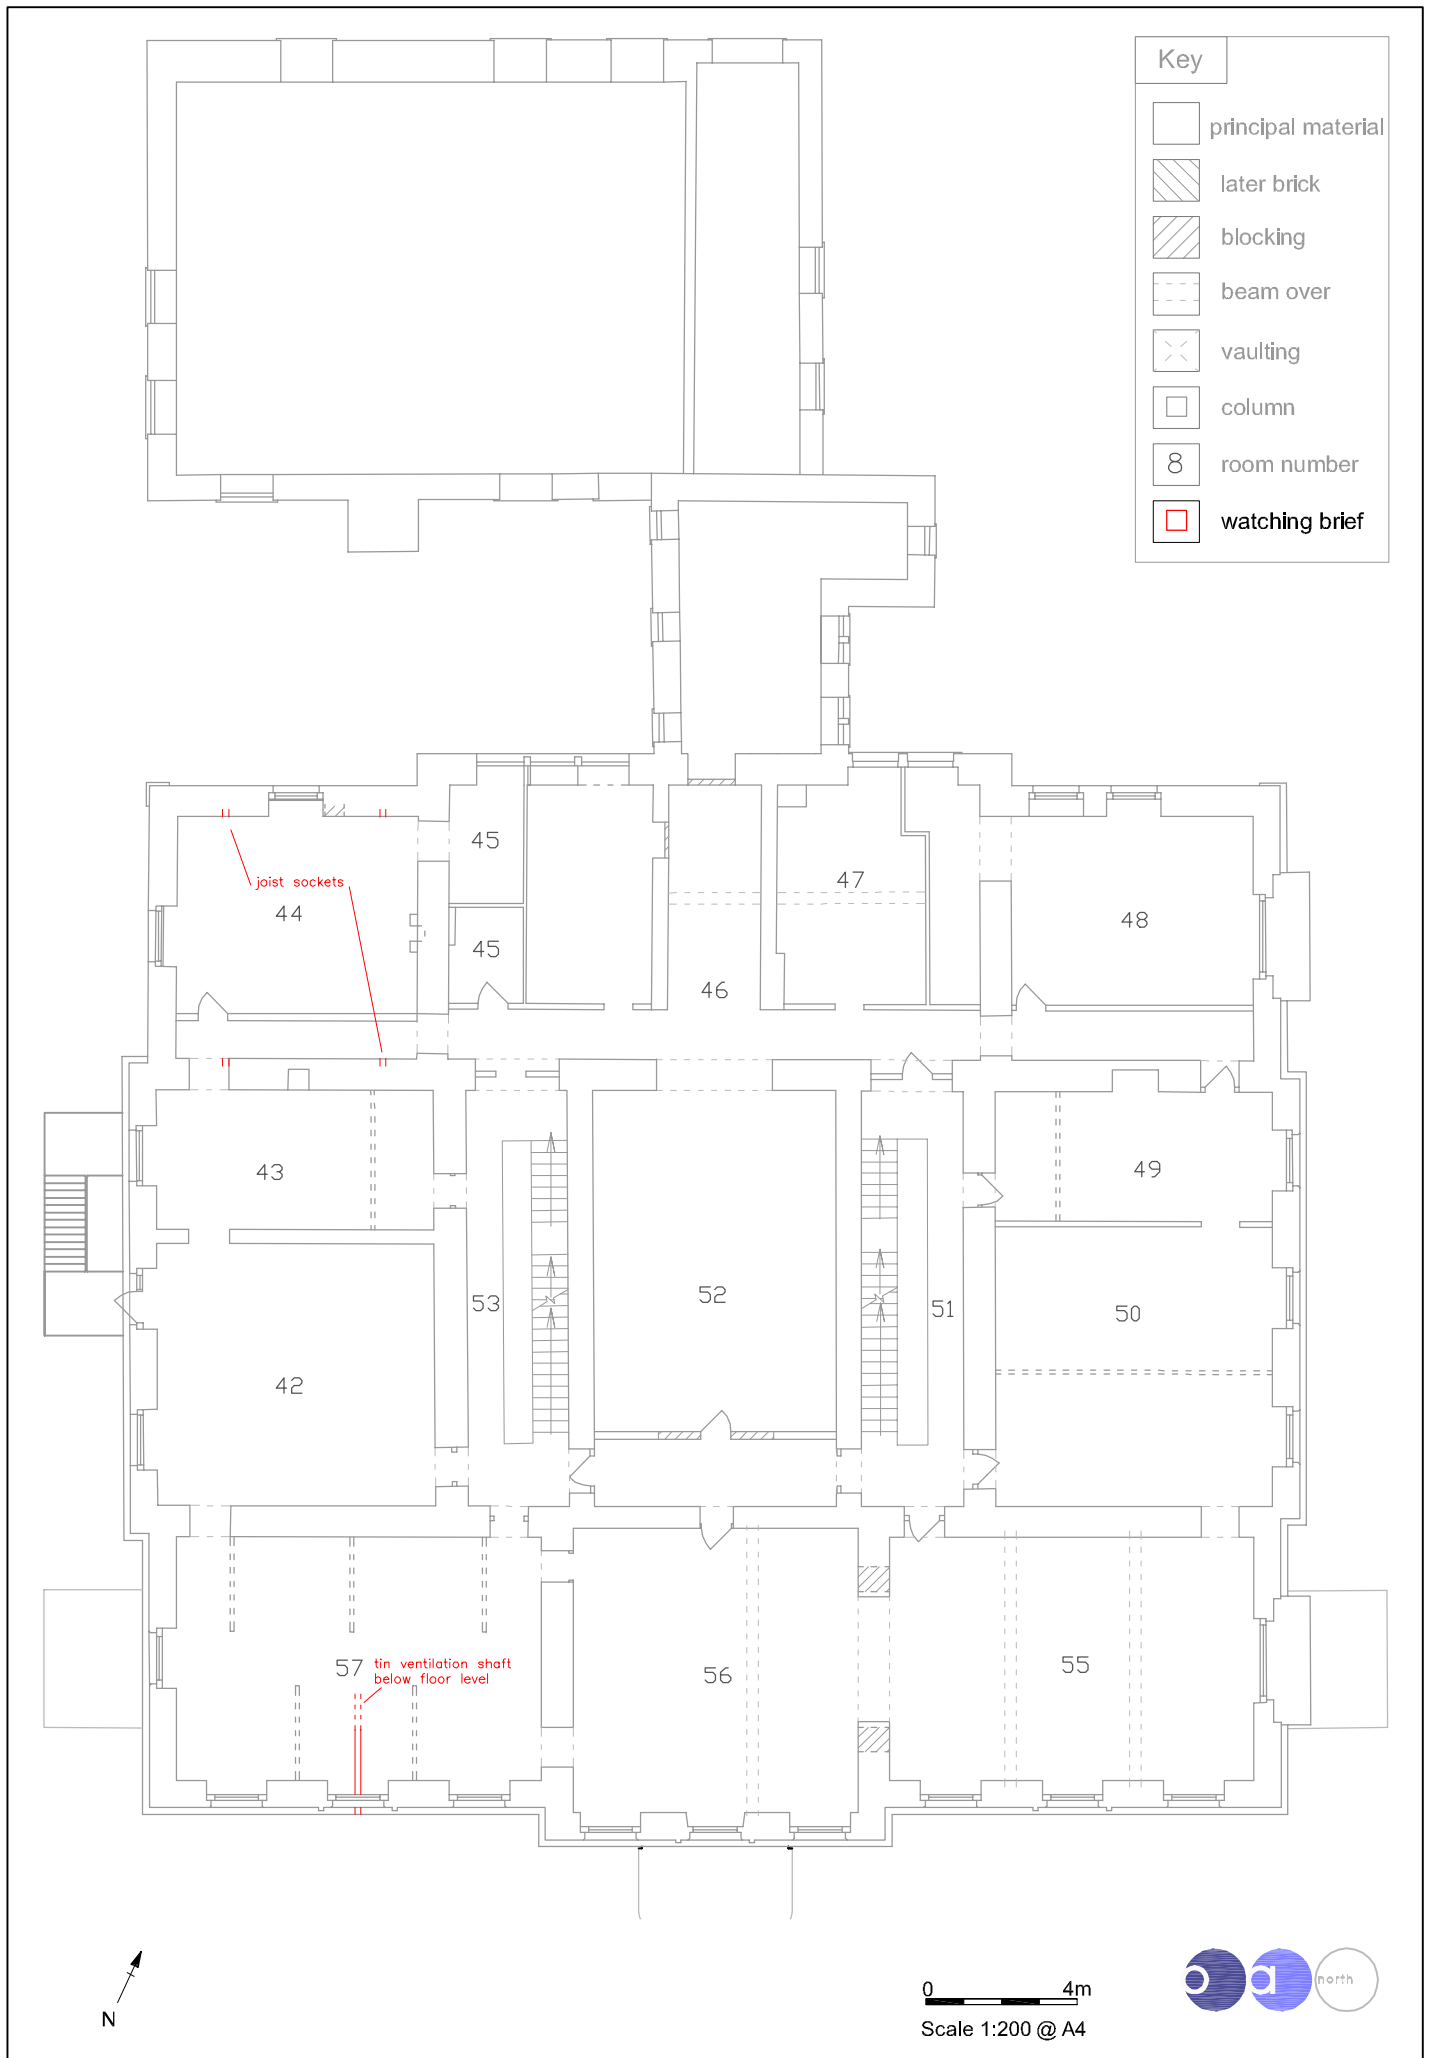 Key
principal material
later brick
blocking
beam over
vaulting
column
8 room number
watching brief
45
47
joist sockets
44
48
45
46
43
49
53
52
51
50
42
57
tin ventilation shaft
below floor level
56
55
N
0 4m
Scale 1:200 @ A4
oa north